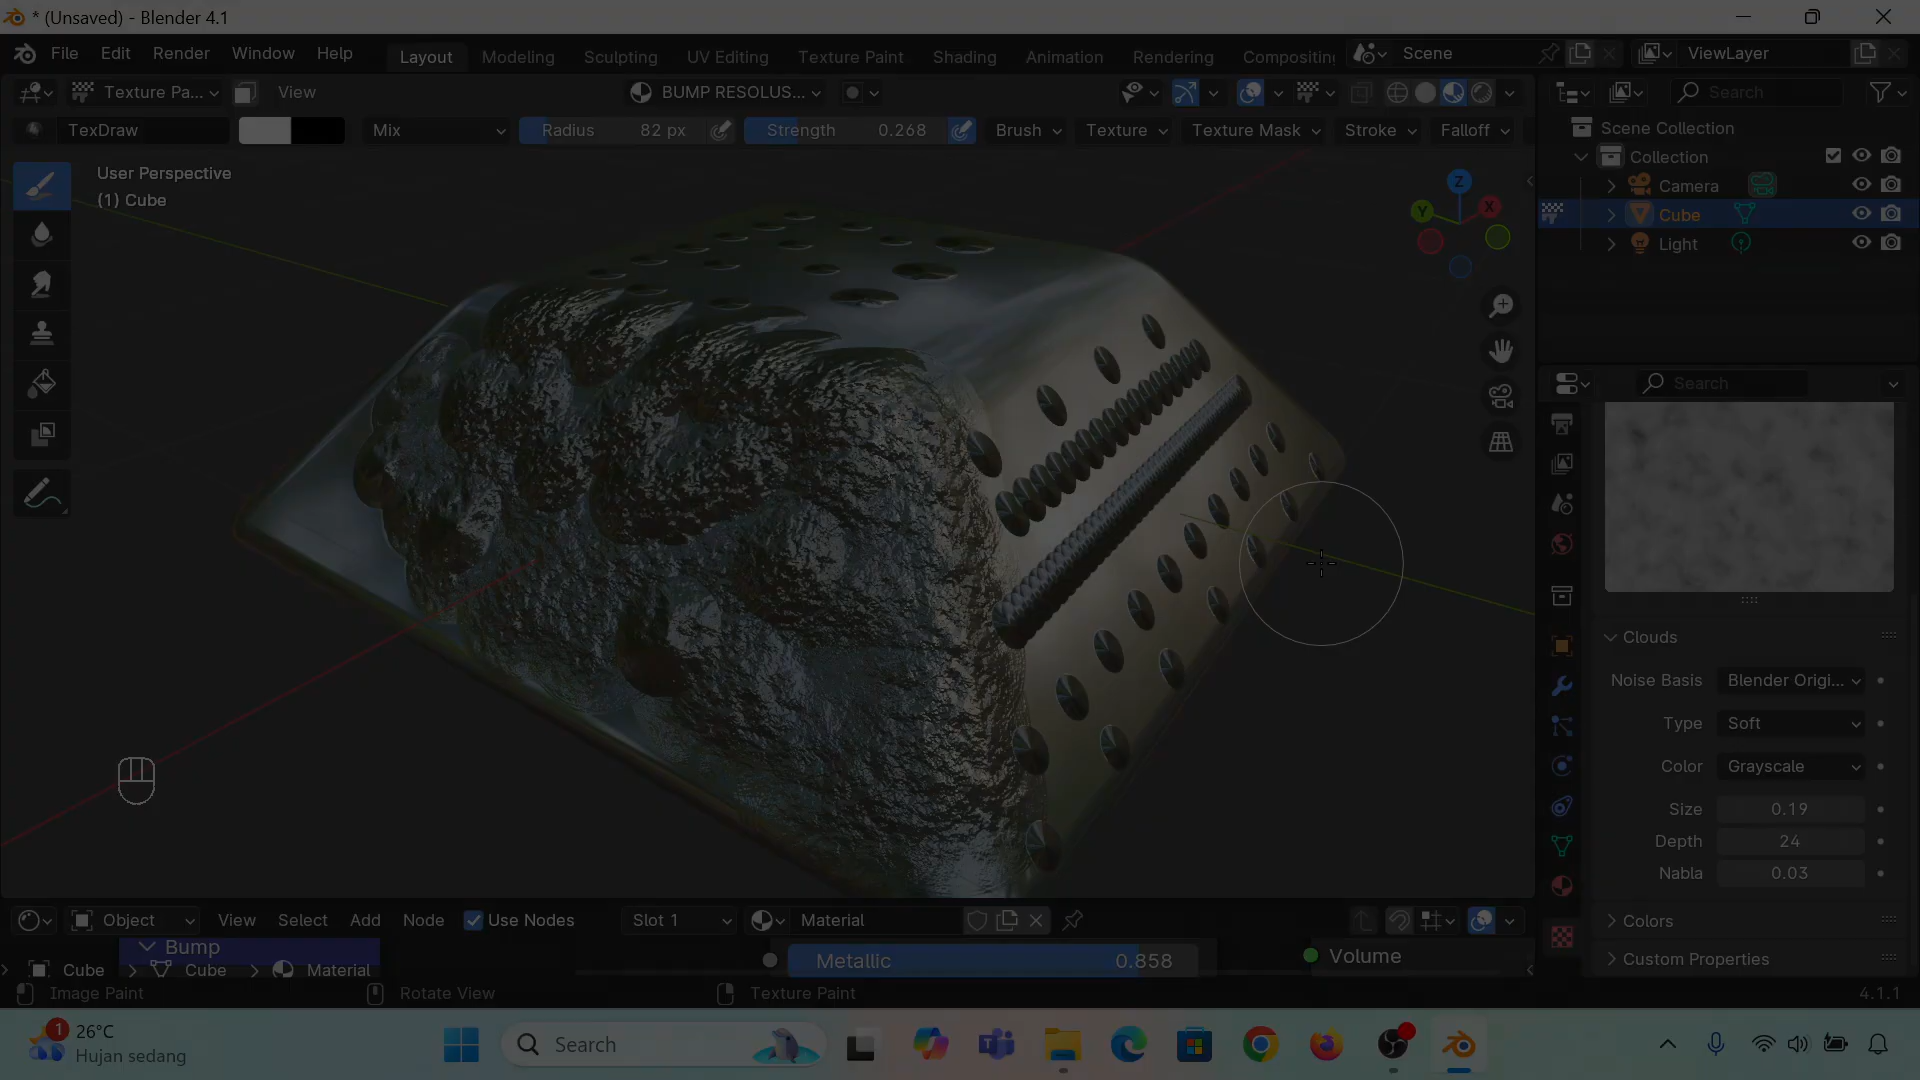 * (Unsaved) - Blender 4.1
File Edit Render Window Help
Layout Modeling Sculpting UV Editing Texture Paint Shading Animation Rendering Compositin
Scene
ViewLayer
Texture Pa... View
BUMP RESOLUS...
Search
TexDraw
Mix
Radius 82 px
Strength 0.268
Brush Texture Texture Mask Stroke Falloff
Scene Collection
Collection
Camera
Cube
Light
User Perspective
(1) Cube
Z
Y
X
Search
Clouds
Noise Basis Blender Origi...
Type Soft
Color Grayscale
Size 0.19
Depth 24
Nabla 0.03
Colors
Custom Properties
Object View Select Add Node Use Nodes Slot 1 Material
Bump
Metallic 0.858
Volume
Cube Cube Material
Image Paint Rotate View Texture Paint
4.1.1
1
26°C
Hujan sedang
Search